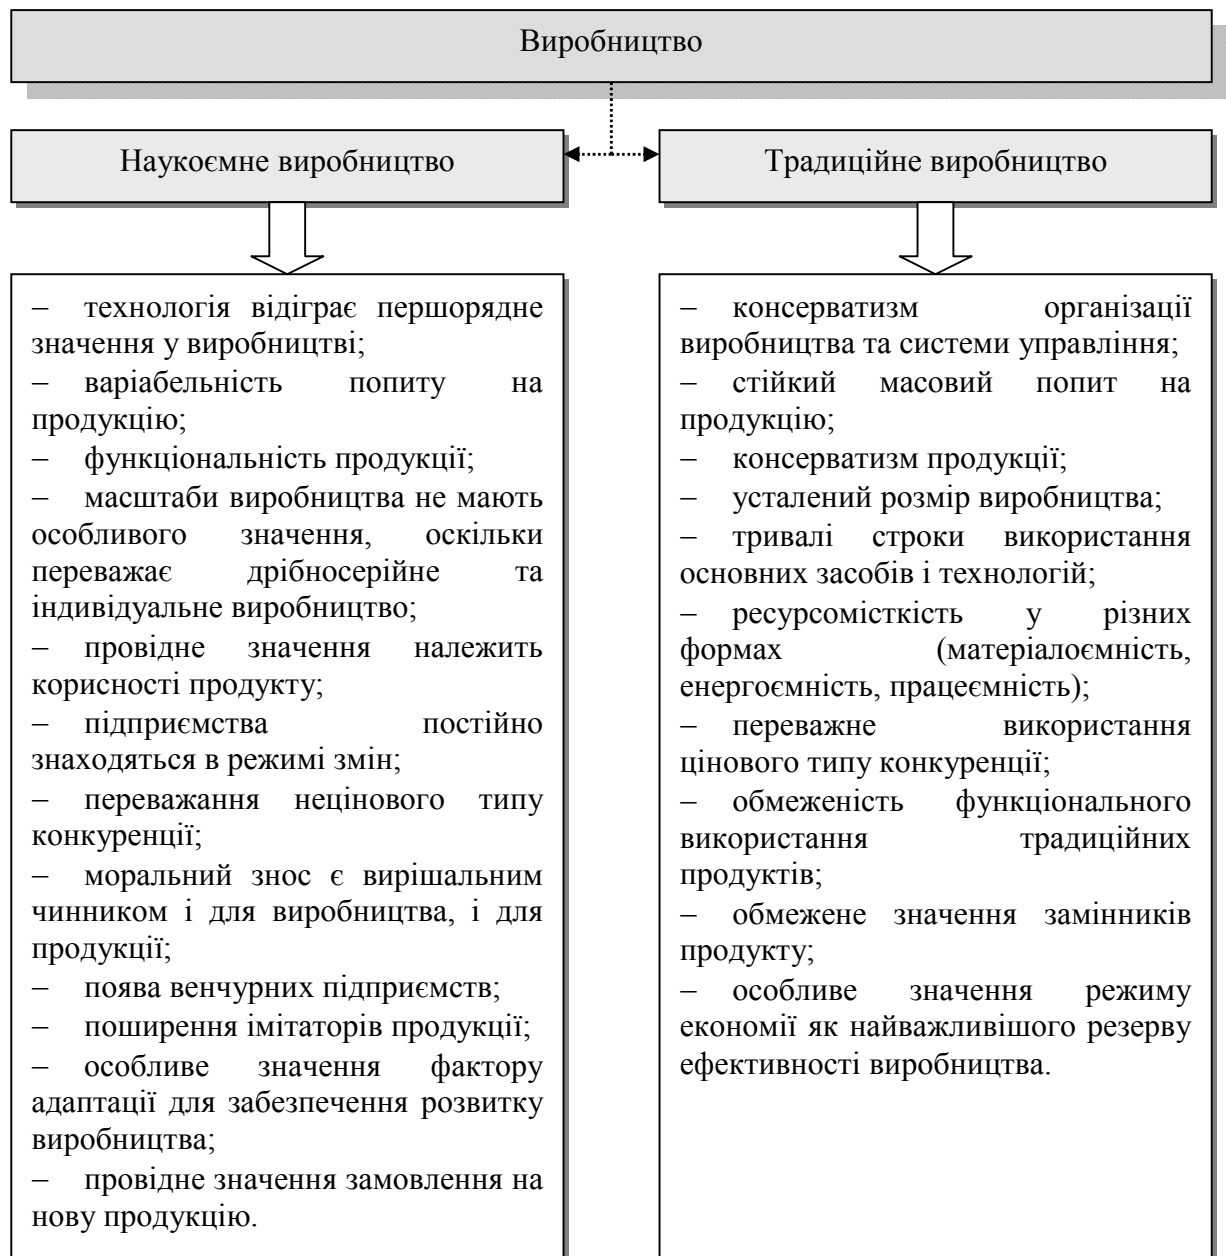 Виробництво
Наукоємне виробництво
Традиційне виробництво
– технологія відіграє першорядне
значення у виробництві;
– варіабельність попиту на
продукцію;
– функціональність продукції;
– масштаби виробництва не мають
особливого значення, оскільки
переважає дрібносерійне та
індивідуальне виробництво;
– провідне значення належить
корисності продукту;
– підприємства постійно
знаходяться в режимі змін;
– переважання нецінового типу
конкуренції;
– моральний знос є вирішальним
чинником і для виробництва, і для
продукції;
– поява венчурних підприємств;
– поширення імітаторів продукції;
– особливе значення фактору
адаптації для забезпечення розвитку
виробництва;
– провідне значення замовлення на
нову продукцію.
– консерватизм організації
виробництва та системи управління;
– стійкий масовий попит на
продукцію;
– консерватизм продукції;
– усталений розмір виробництва;
– тривалі строки використання
основних засобів і технологій;
– ресурсомісткість у різних
формах (матеріалоємність,
енергоємність, працеємність);
– переважне використання
цінового типу конкуренції;
– обмеженість функціонального
використання традиційних
продуктів;
– обмежене значення замінників
продукту;
– особливе значення режиму
економії як найважливішого резерву
ефективності виробництва.